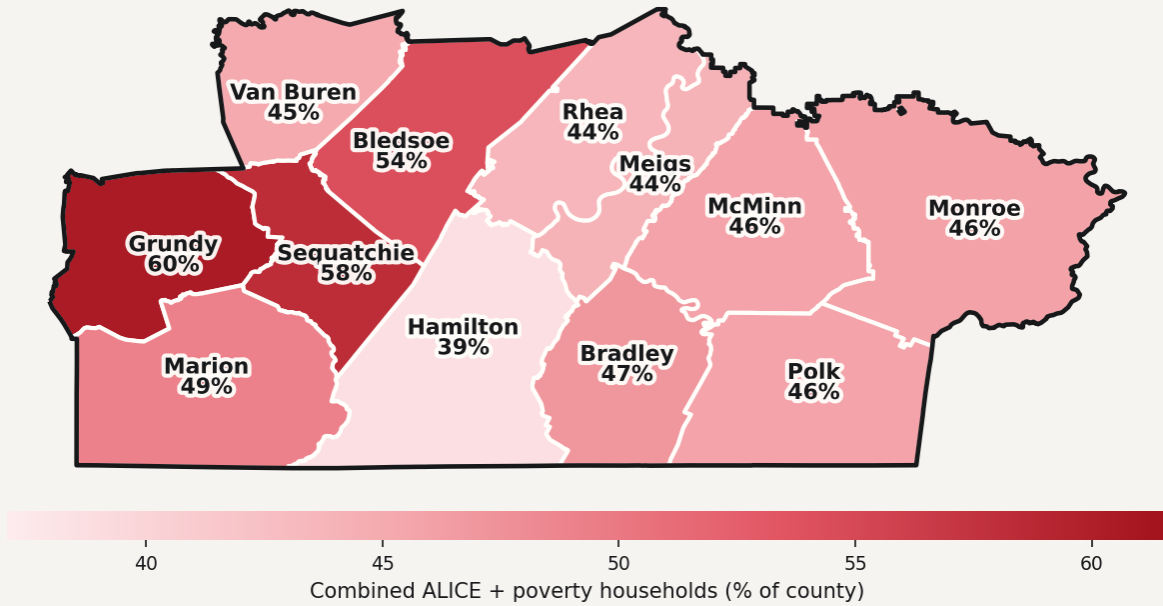 Van Buren
45%
Bledsoe
54%
Rhea
44%
Meigs
44%
McMinn
46%
Monroe
46%
Grundy
60%
Sequatchie
58%
Hamilton
39%
Marion
49%
Bradley
47%
Polk
46%
40
45
50
55
60
Combined ALICE + poverty households (% of county)